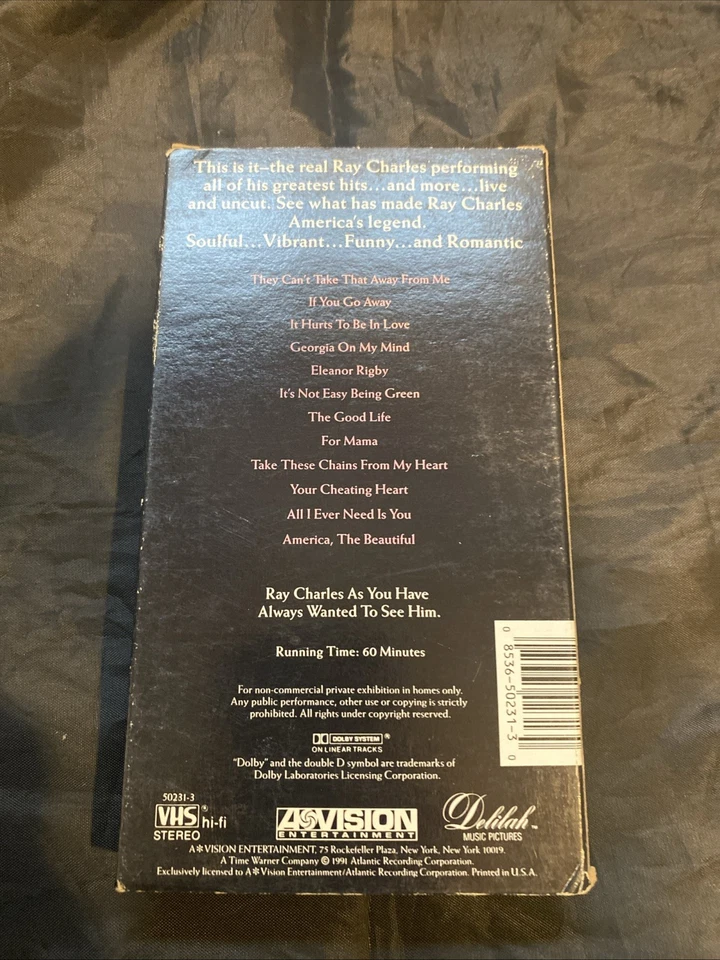 This is it–the real Ray Charles performing
all of his greatest hits...and more...live
and uncut. See what has made Ray Charles
America's legend.
Soulful...Vibrant...Funny...and Romantic
They Can't Take That Away From Me
If You Go Away
It Hurts To Be In Love
Georgia On My Mind
Eleanor Rigby
It's Not Easy Being Green
The Good Life
For Mama
Take These Chains From My Heart
Your Cheating Heart
All I Ever Need Is You
America, The Beautiful
Ray Charles As You Have
Always Wanted To See Him.
Running Time: 60 Minutes
0 8536-50231-3 0
For non-commercial private exhibition in homes only.
Any public performance, other use or copying is strictly
prohibited. All rights under copyright reserved.
DOLBY SYSTEM ®
ON LINEAR TRACKS
"Dolby" and the double D symbol are trademarks of
Dolby Laboratories Licensing Corporation.
50231-3
VHS ® hi-fi
STEREO
A✻VISION
ENTERTAINMENT
Delilah ™
MUSIC PICTURES
A✻VISION ENTERTAINMENT, 75 Rockefeller Plaza, New York, New York 10019.
A Time Warner Company © 1991 Atlantic Recording Corporation.
Exclusively licensed to A✻Vision Entertainment/Atlantic Recording Corporation. Printed in U.S.A.